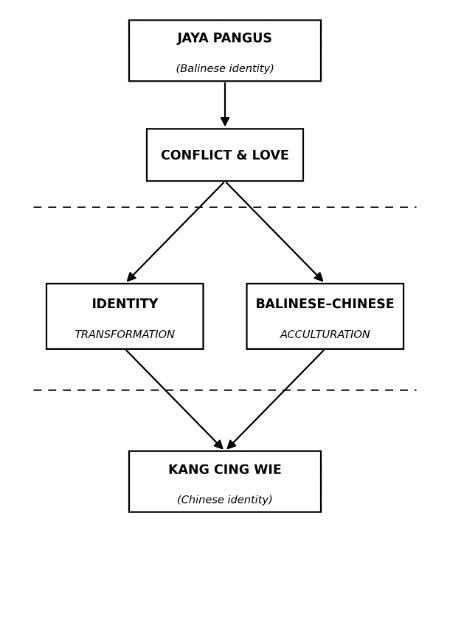 JAYA PANGUS
(Balinese identity)
CONFLICT & LOVE
IDENTITY
TRANSFORMATION
BALINESE–CHINESE
ACCULTURATION
KANG CING WIE
(Chinese identity)